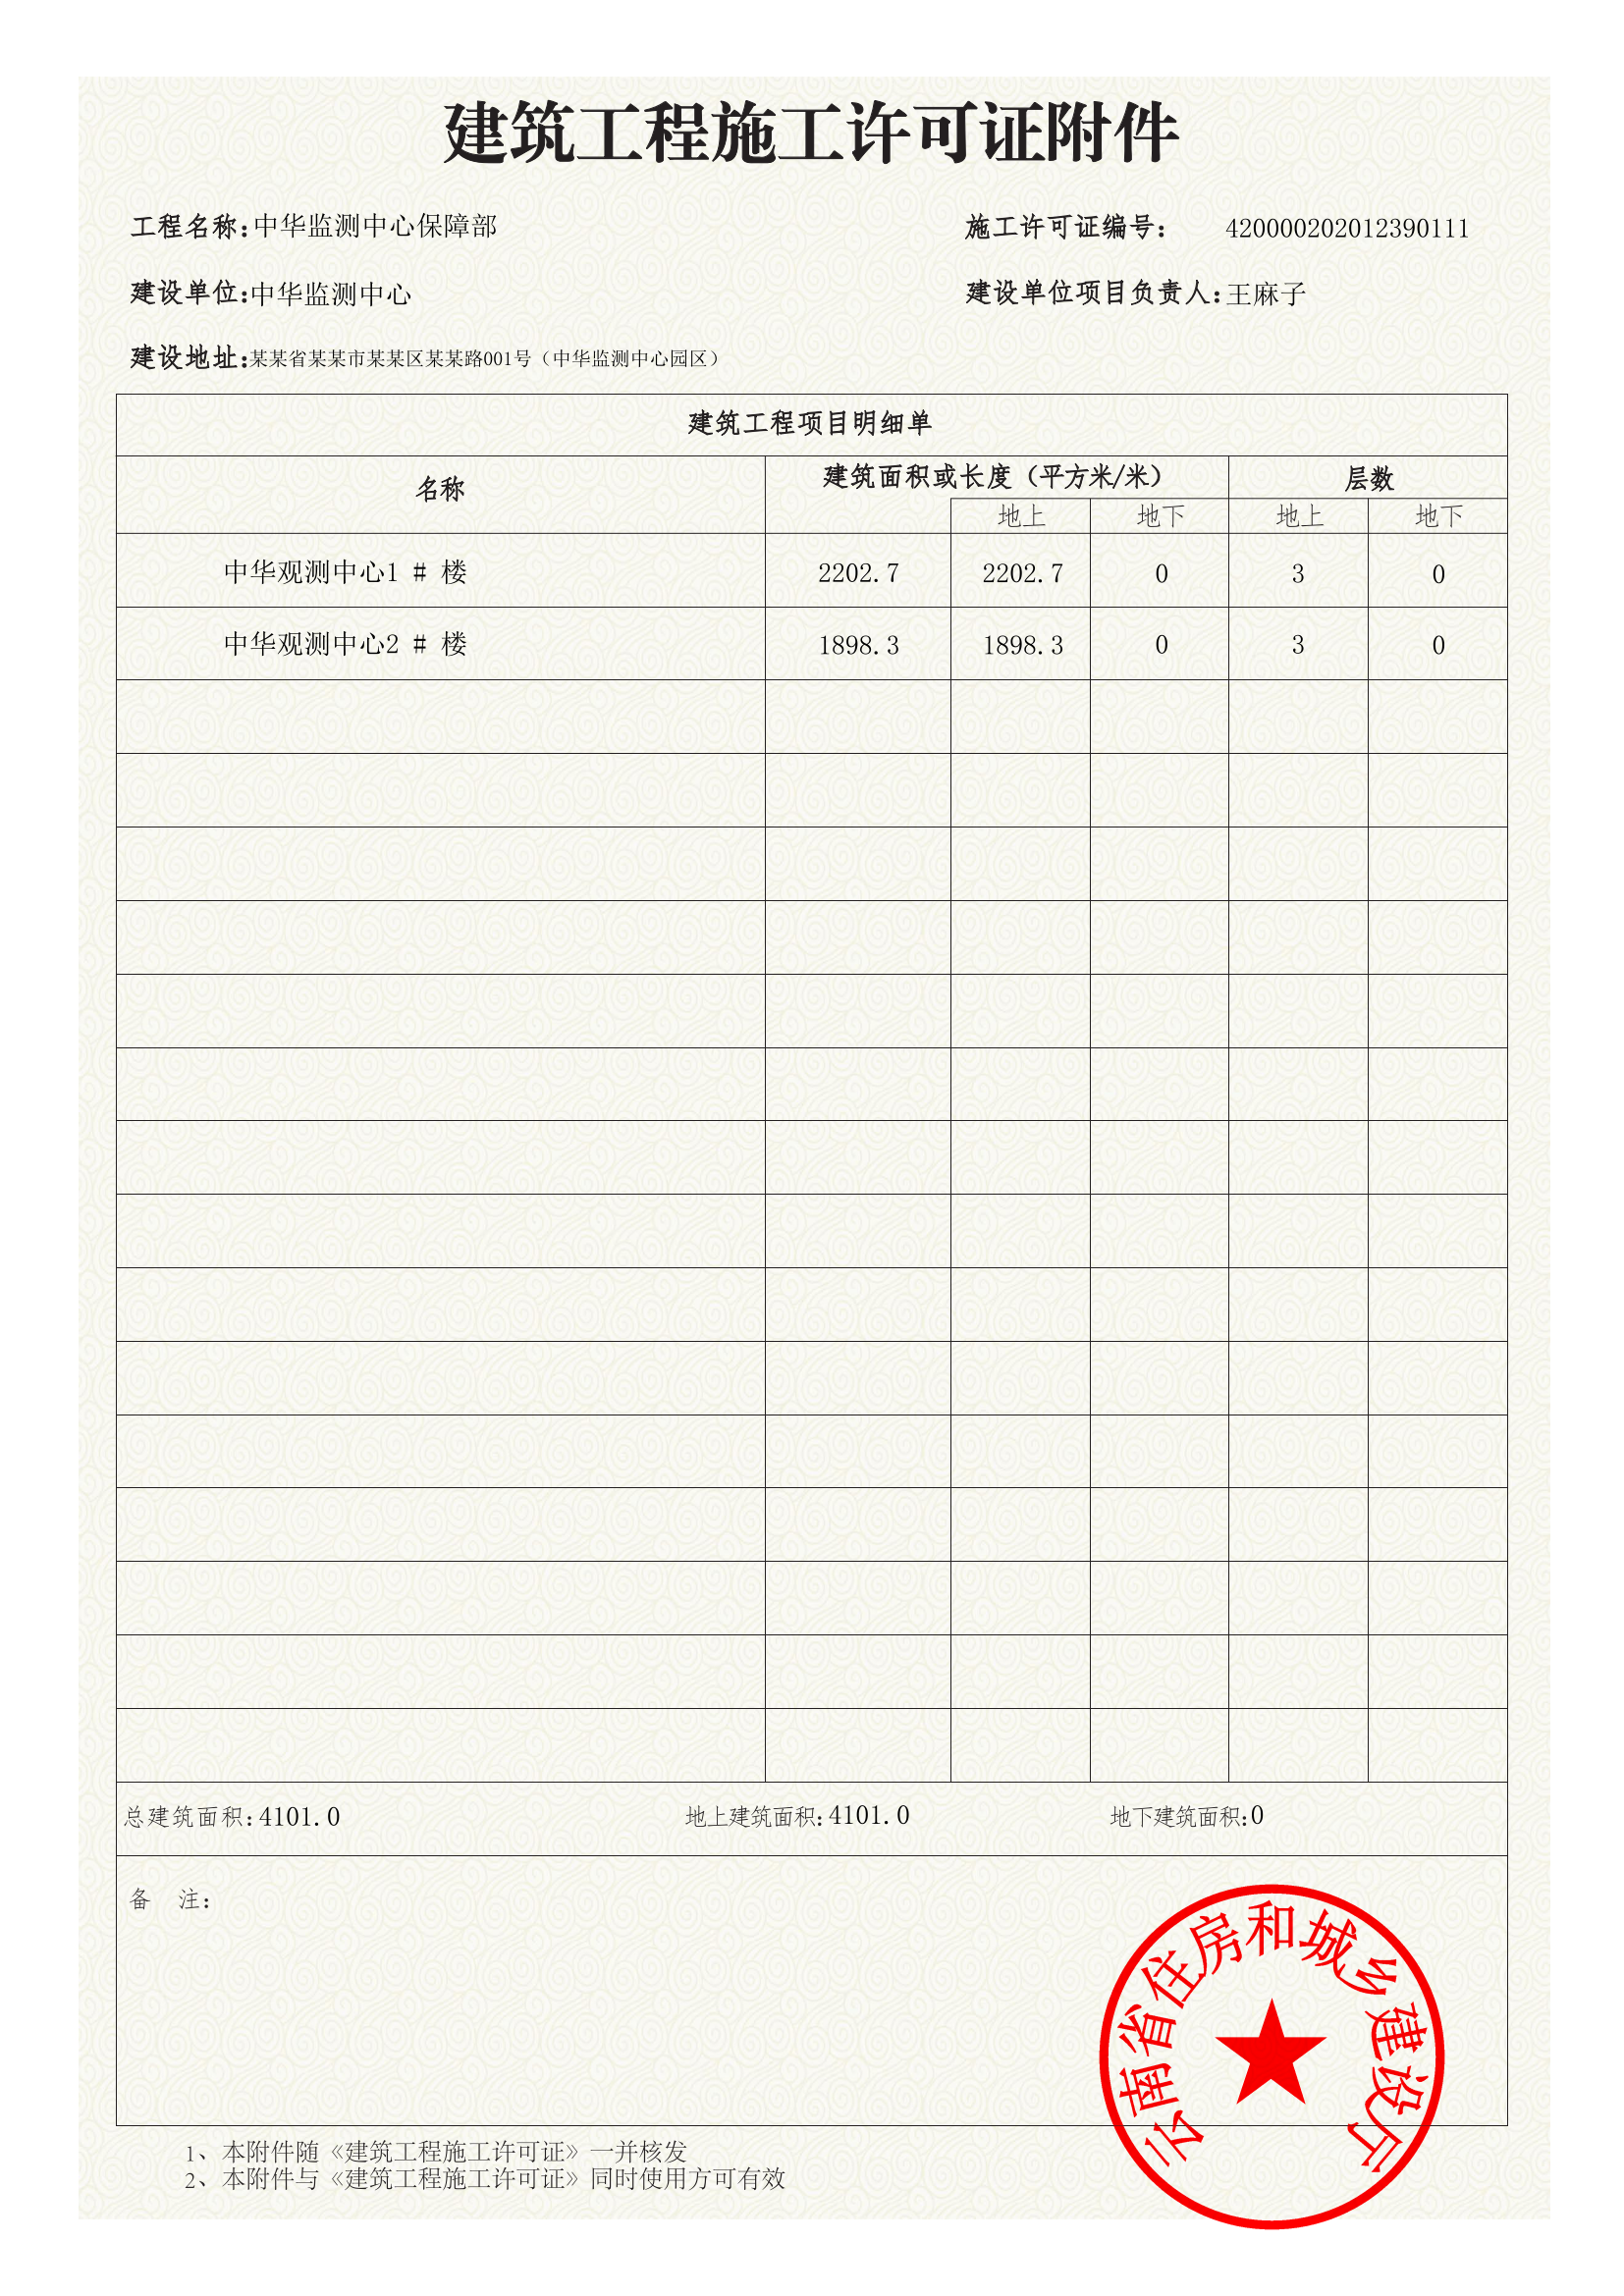 建筑工程施工许可证附件
工程名称:中华监测中心保障部 施工许可证编号: 420000202012390111
建设单位:中华监测中心 建设单位项目负责人:王麻子
建设地址:某某省某某市某某区某某路001号（中华监测中心园区）
建筑工程项目明细单
名称 建筑面积或长度（平方米/米） 层数
地上 地下 地上 地下
中华观测中心1 # 楼 2202.7 2202.7 0 3 0
中华观测中心2 # 楼 1898.3 1898.3 0 3 0
总建筑面积:4101.0 地上建筑面积:4101.0 地下建筑面积:0
备 注:
云南省住房和城乡建设厅
1、本附件随《建筑工程施工许可证》一并核发
2、本附件与《建筑工程施工许可证》同时使用方可有效